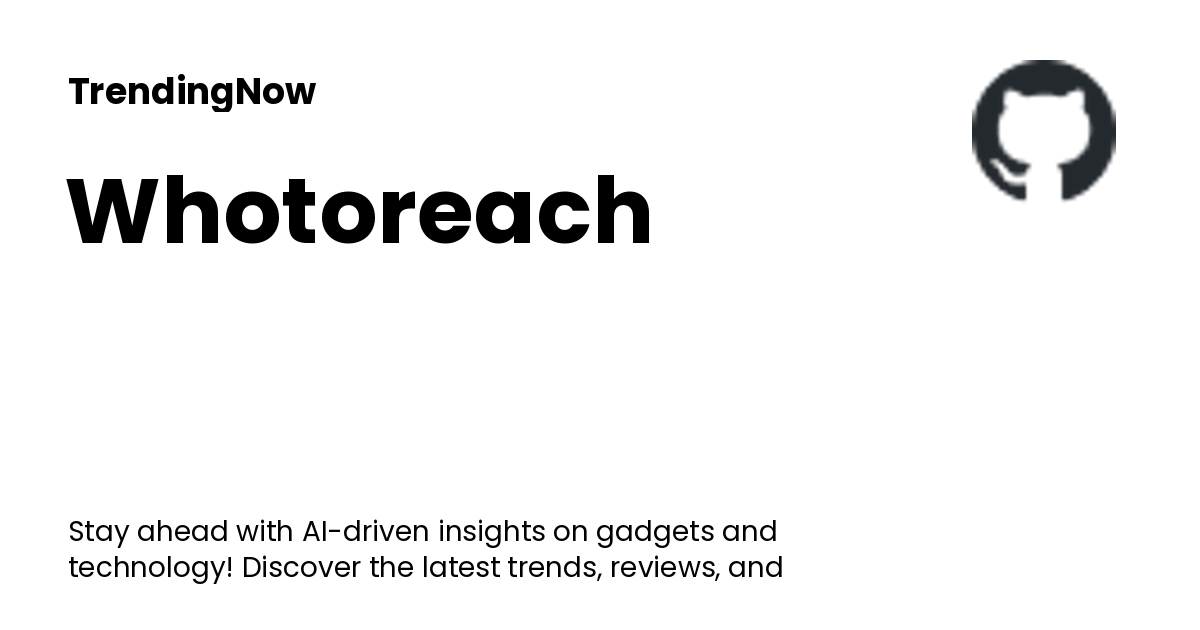 TrendingNow
Whotoreach
Stay ahead with AI-driven insights on gadgets and
technology! Discover the latest trends, reviews, and